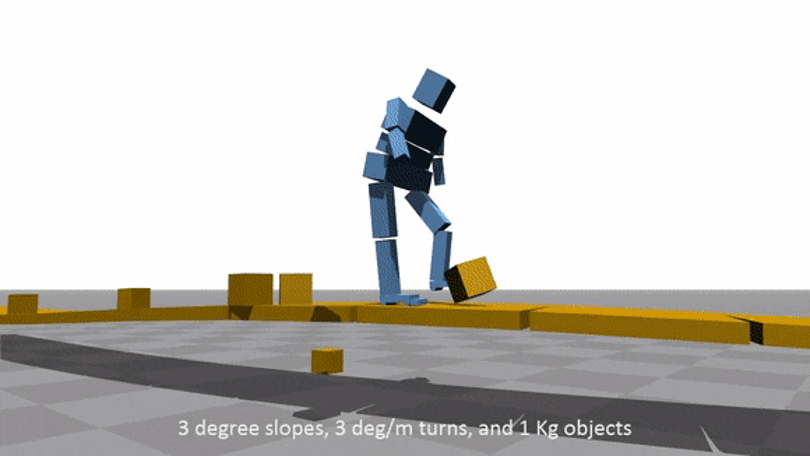 3 degree slopes, 3 deg/m turns, and 1 Kg objects